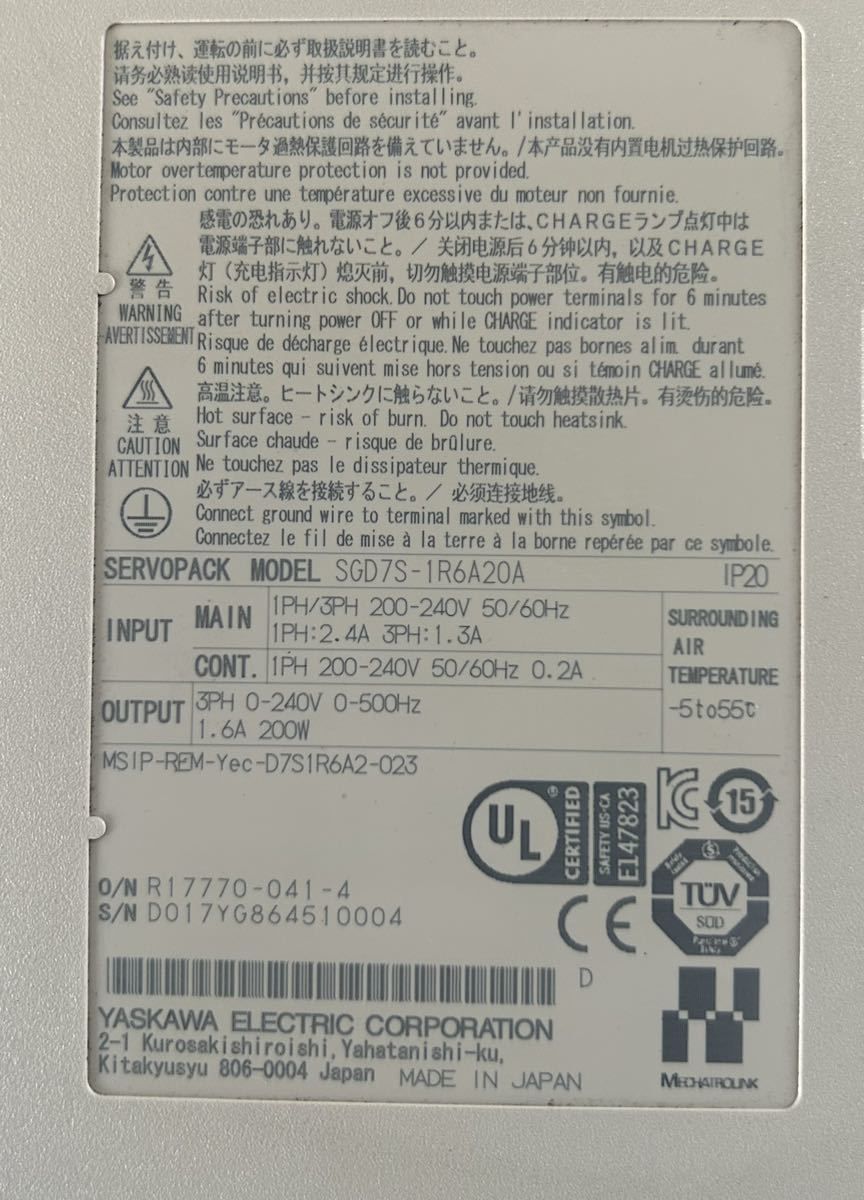 据え付け、運転の前に必ず取扱説明書を読むこと。
请务必熟读使用说明书，并按其规定进行操作。
See "Safety Precautions" before installing.
Consultez les "Précautions de sécurité" avant l'installation.
本製品は内部にモータ過熱保護回路を備えていません。/本产品没有内置电机过热保护回路。
Motor overtemperature protection is not provided.
Protection contre une température excessive du moteur non fournie.
感電の恐れあり。電源オフ後6分以内または、CHARGEランプ点灯中は
電源端子部に触れないこと。／ 关闭电源后6分钟以内，以及CHARGE
灯（充电指示灯）熄灭前，切勿触摸电源端子部位。有触电的危险。
警告
WARNING
AVERTISSEMENT
Risk of electric shock. Do not touch power terminals for 6 minutes
after turning power OFF or while CHARGE indicator is lit.
Risque de décharge électrique. Ne touchez pas bornes alim. durant
6 minutes qui suivent mise hors tension ou si témoin CHARGE allumé.
高温注意。ヒートシンクに触らないこと。/请勿触摸散热片。有烫伤的危险。
注意
CAUTION
ATTENTION
Hot surface - risk of burn. Do not touch heatsink.
Surface chaude - risque de brûlure.
Ne touchez pas le dissipateur thermique.
必ずアース線を接続すること。／ 必须连接地线。
Connect ground wire to terminal marked with this symbol.
Connectez le fil de mise à la terre à la borne repérée par ce symbole.
SERVOPACK MODEL SGD7S-1R6A20A IP20
INPUT
MAIN
1PH/3PH 200-240V 50/60Hz
1PH:2.4A 3PH:1.3A
CONT. 1PH 200-240V 50/60Hz 0.2A
OUTPUT
3PH 0-240V 0-500Hz
1.6A 200W
SURROUNDING
AIR
TEMPERATURE
-5to55℃
MSIP-REM-Yec-D7S1R6A2-023
UL
®
CERTIFIED
SAFETY US-CA
E147823
KC
15
TÜV
SÜD
CE
O/N R17770-041-4
S/N D017YG864510004
D
YASKAWA ELECTRIC CORPORATION
2-1 Kurosakishiroishi, Yahatanishi-ku,
Kitakyusyu 806-0004 Japan MADE IN JAPAN
MECHATROLINK